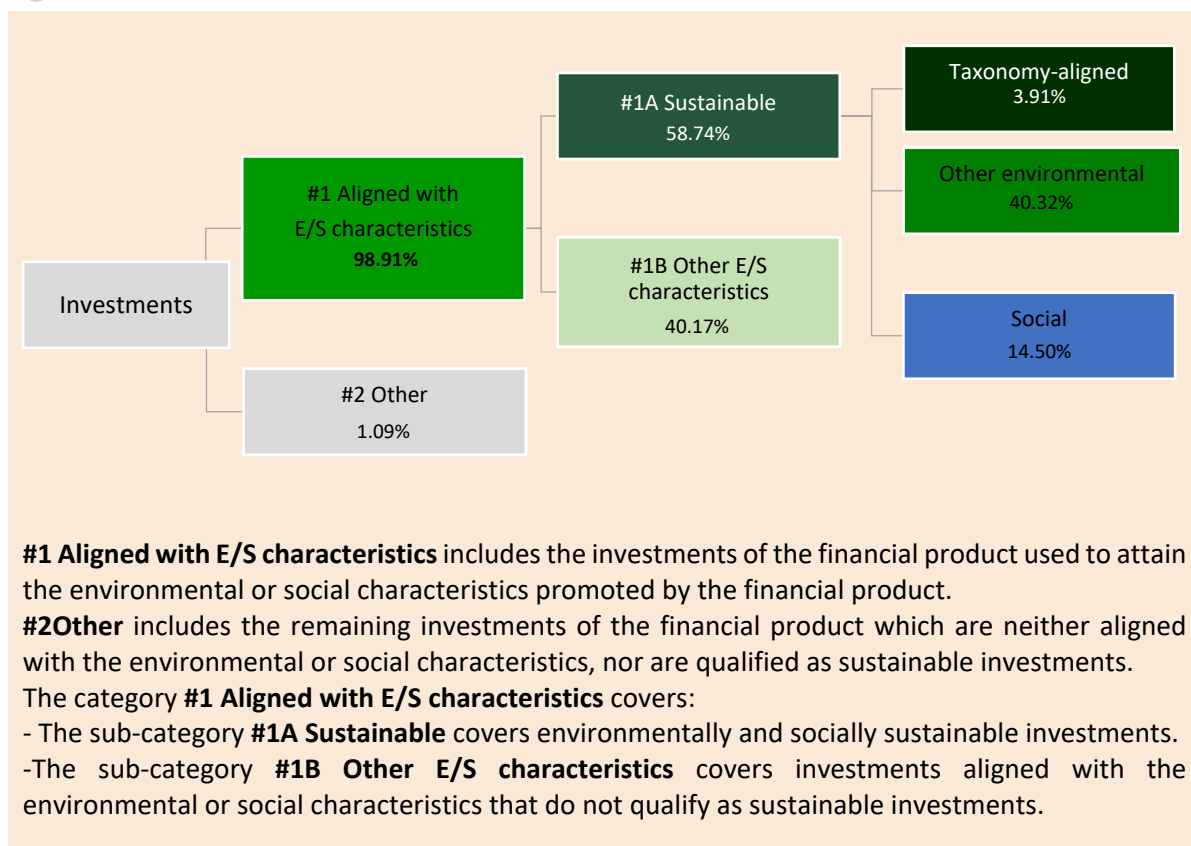 Taxonomy-aligned
3.91%
#1A Sustainable
58.74%
Other environmental
40.32%
#1 Aligned with
E/S characteristics
98.91%
#1B Other E/S
characteristics
40.17%
Investments
Social
14.50%
#2 Other
1.09%
#1 Aligned with E/S characteristics includes the investments of the financial product used to attain
the environmental or social characteristics promoted by the financial product.
#2Other includes the remaining investments of the financial product which are neither aligned
with the environmental or social characteristics, nor are qualified as sustainable investments.
The category #1 Aligned with E/S characteristics covers:
- The sub-category #1A Sustainable covers environmentally and socially sustainable investments.
-The sub-category #1B Other E/S characteristics covers investments aligned with the
environmental or social characteristics that do not qualify as sustainable investments.